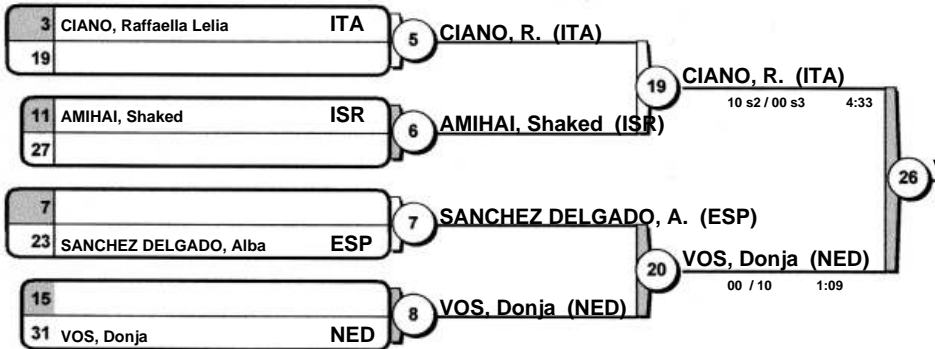 3 CIANO, Raffaella Lelia ITA
19
5 CIANO, R. (ITA)
11 AMIHAI, Shaked ISR
27
6 AMIHAI, Shaked (ISR)
19 CIANO, R. (ITA)
10 s2 / 00 s3 4:33
7
23 SANCHEZ DELGADO, Alba ESP
7 SANCHEZ DELGADO, A. (ESP)
15
31 VOS, Donja NED
8 VOS, Donja (NED)
20 VOS, Donja (NED)
00 / 10 1:09
26